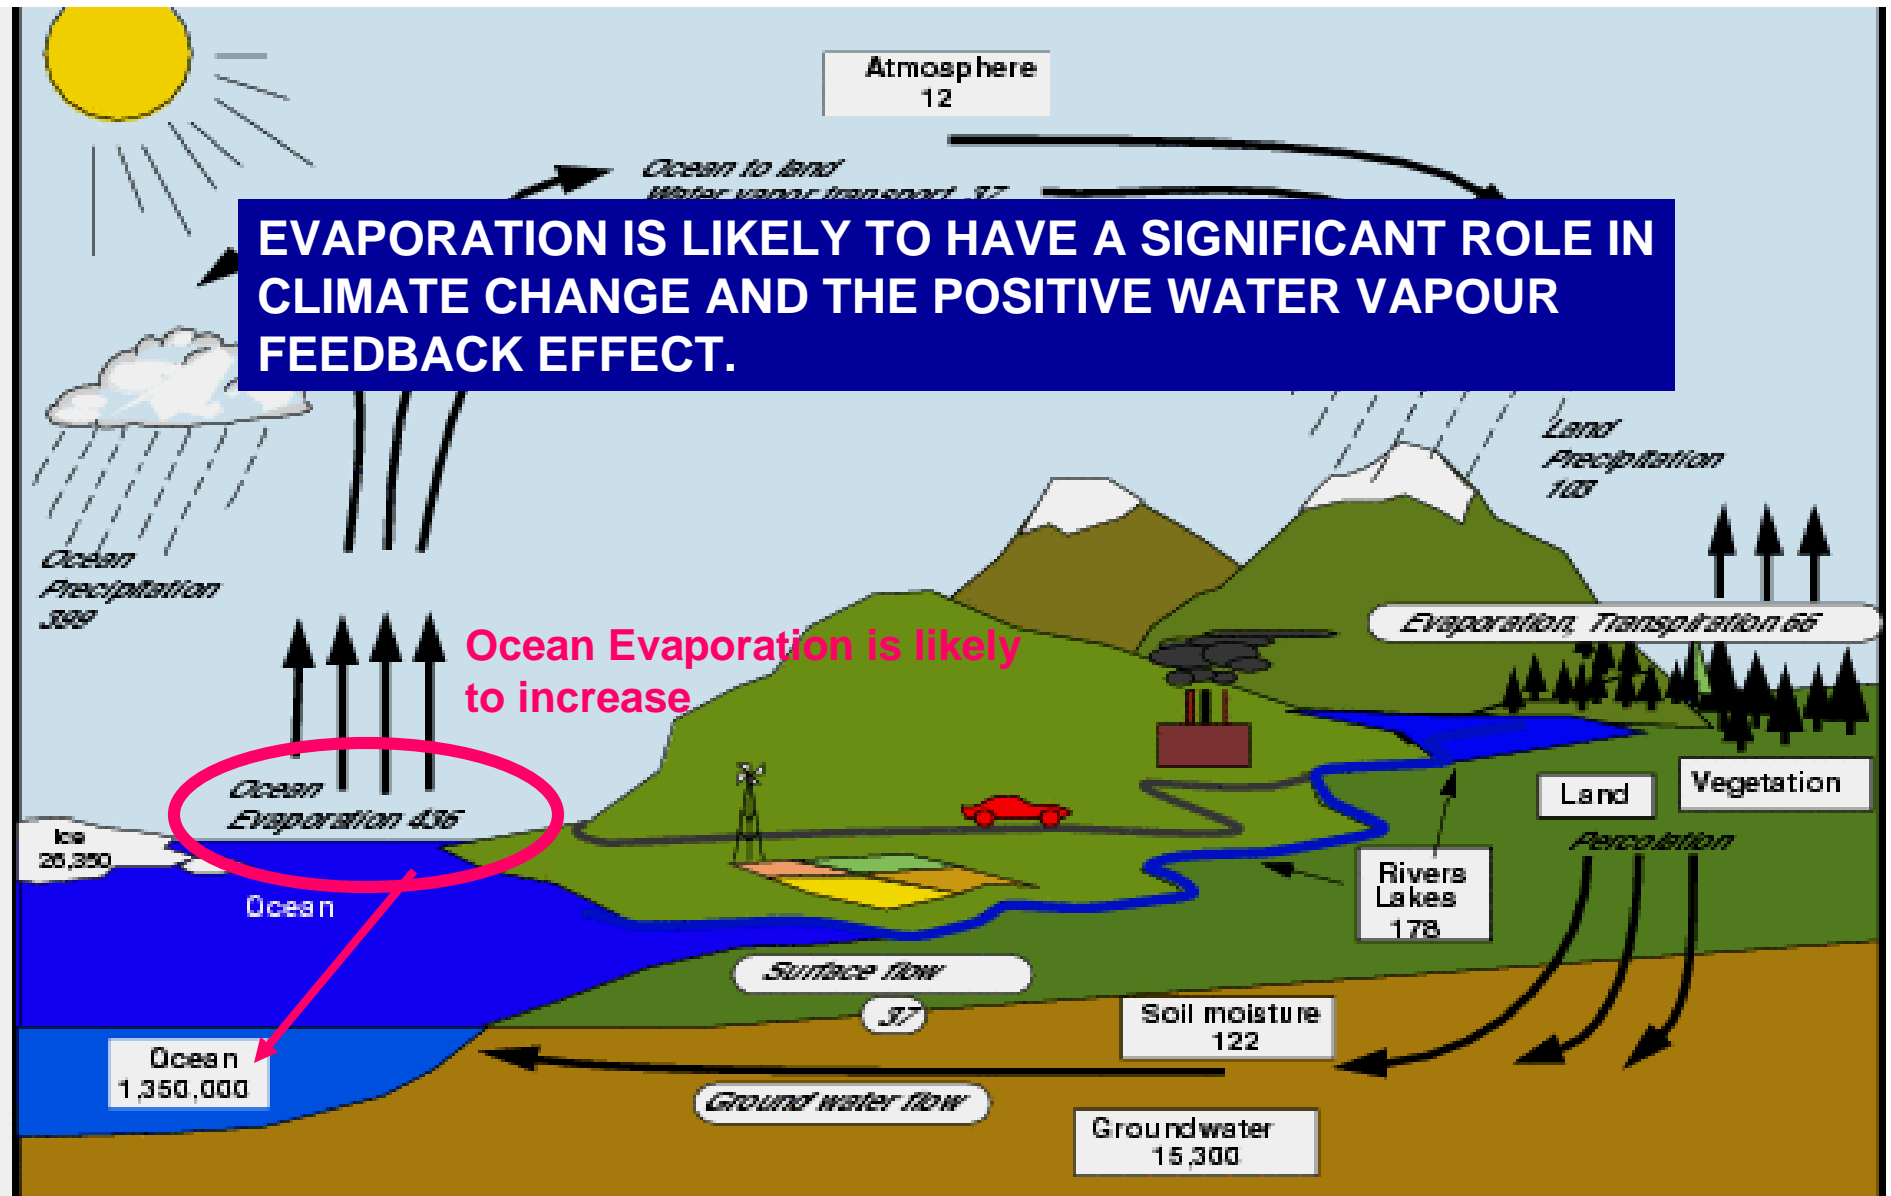 Atmosphere
12
Ocean to land
Water vapor transport 37
EVAPORATION IS LIKELY TO HAVE A SIGNIFICANT ROLE IN
CLIMATE CHANGE AND THE POSITIVE WATER VAPOUR
FEEDBACK EFFECT.
Land
Precipitation
103
Ocean
Precipitation
399
Evaporation, Transpiration 66
Ocean Evaporation is likely
to increase
Ocean
Evaporation 436
Ice
26,350
Ocean
Land
Vegetation
Percolation
Rivers
Lakes
178
Surface flow
37
Soil moisture
122
Ocean
1,350,000
Ground water flow
Groundwater
15,300